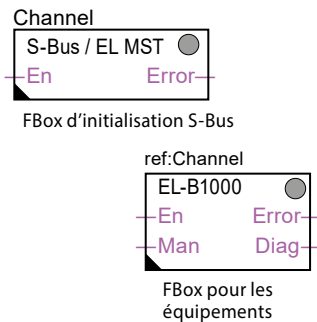 Channel
S-Bus / EL MST
En Error
FBox d’initialisation S-Bus
ref:Channel
EL-B1000
En Error
Man Diag
FBox pour les
équipements